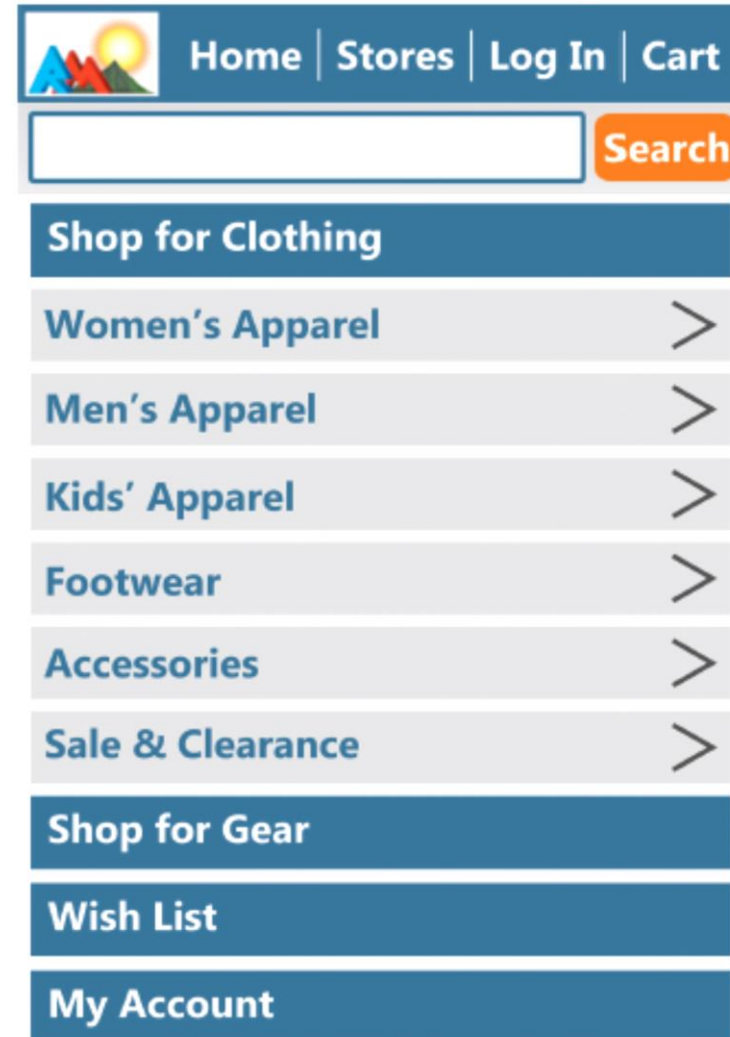 AM
Home | Stores | Log In | Cart
Search
Shop for Clothing
Women’s Apparel >
Men’s Apparel >
Kids’ Apparel >
Footwear >
Accessories >
Sale & Clearance >
Shop for Gear
Wish List
My Account